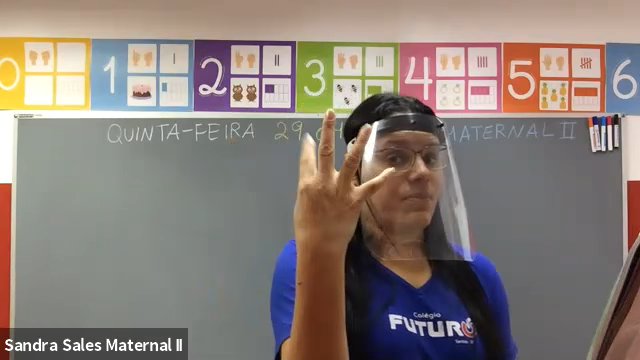 0 1 2 3 4 5 6
QUINTA-FEIRA 29 MATERNAL II
Colégio
FUTURO
Sandra Sales Maternal II